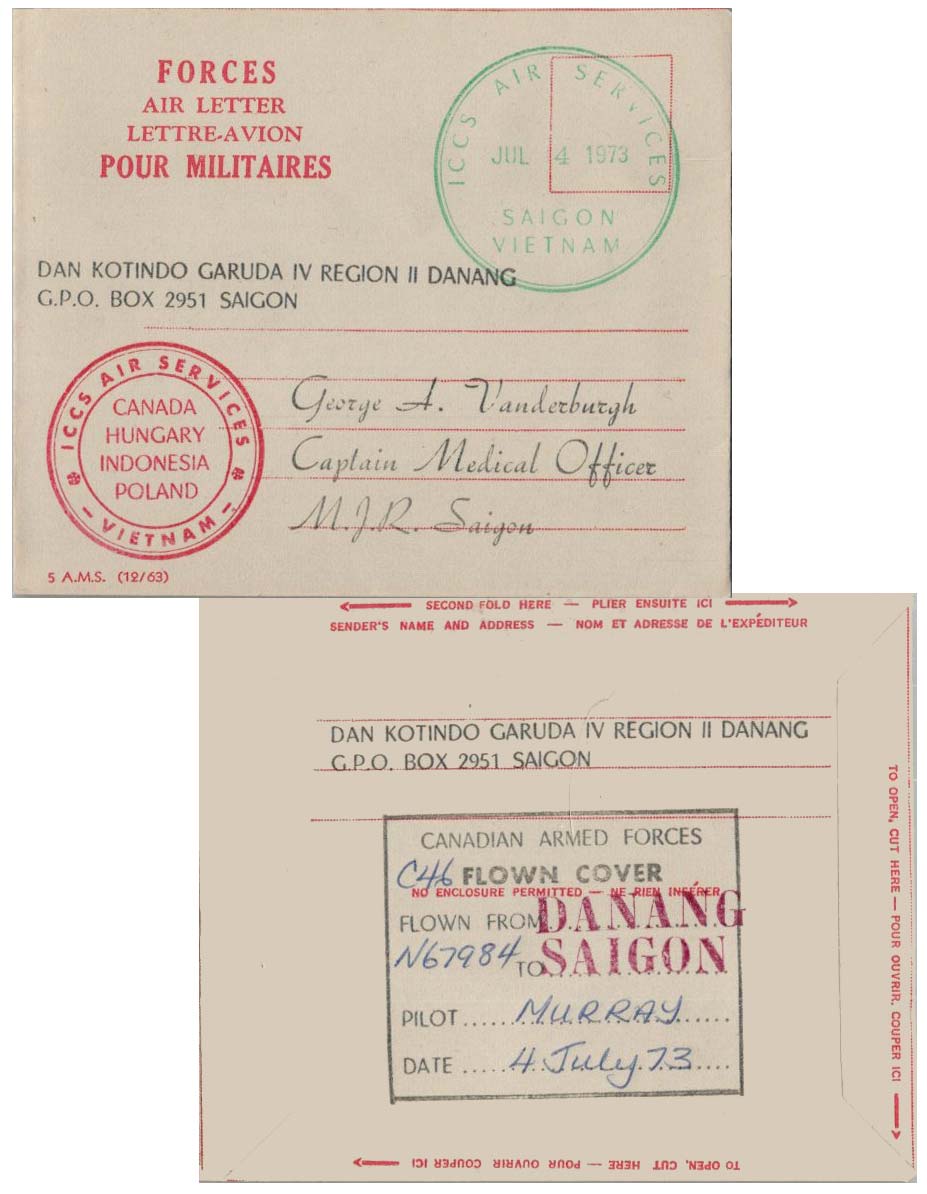 FORCES
AIR LETTER
LETTRE-AVION
POUR MILITAIRES
ICCS AIR SERVICES
JUL 4 1973
SAIGON
VIETNAM
DAN KOTINDO GARUDA IV REGION II DANANG
G.P.O. BOX 2951 SAIGON
ICCS AIR SERVICES
CANADA
HUNGARY
INDONESIA
POLAND
– VIETNAM –
George A. Vanderburgh
Captain Medical Officer
M.J.R. Saigon
5 A.M.S. (12/63)
SECOND FOLD HERE — PLIER ENSUITE ICI
SENDER'S NAME AND ADDRESS — NOM ET ADRESSE DE L'EXPÉDITEUR
DAN KOTINDO GARUDA IV REGION II DANANG
G.P.O. BOX 2951 SAIGON
CANADIAN ARMED FORCES
C46 FLOWN COVER
NO ENCLOSURE PERMITTED — NE RIEN INSÉRER
FLOWN FROM DANANG
N67984 TO SAIGON
PILOT ...... MURRAY ......
DATE ..... 4 July 73 ....
TO OPEN, CUT HERE — POUR OUVRIR, COUPER ICI
TO OPEN, CUT HERE — POUR OUVRIR COUPER ICI